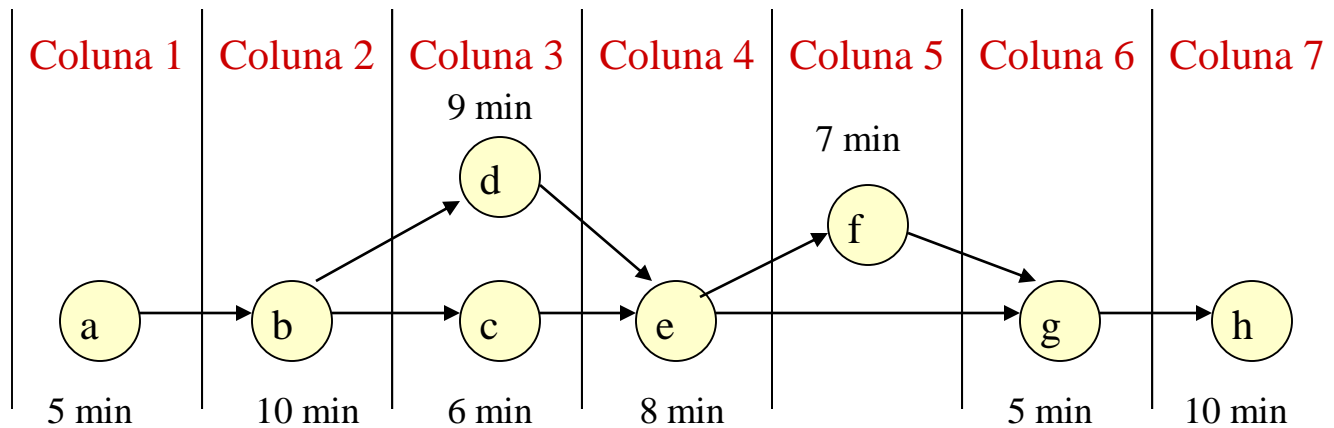 Coluna 1 Coluna 2 Coluna 3 Coluna 4 Coluna 5 Coluna 6 Coluna 7
9 min
7 min
d
f
a b c e g h
5 min 10 min 6 min 8 min 5 min 10 min